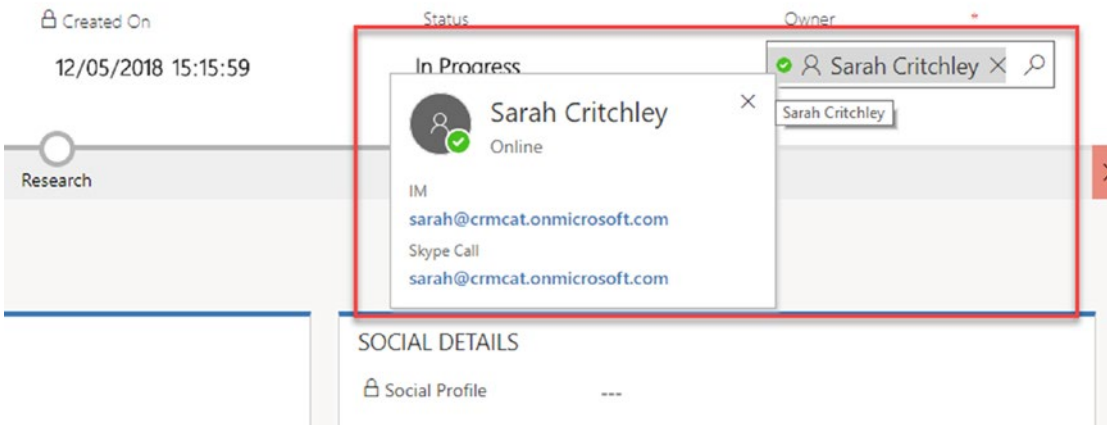 Created On
Status
Owner *
12/05/2018 15:15:59
In Progress
Sarah Critchley
Sarah Critchley
Sarah Critchley
Online
Research
IM
sarah@crmcat.onmicrosoft.com
Skype Call
sarah@crmcat.onmicrosoft.com
SOCIAL DETAILS
Social Profile ---